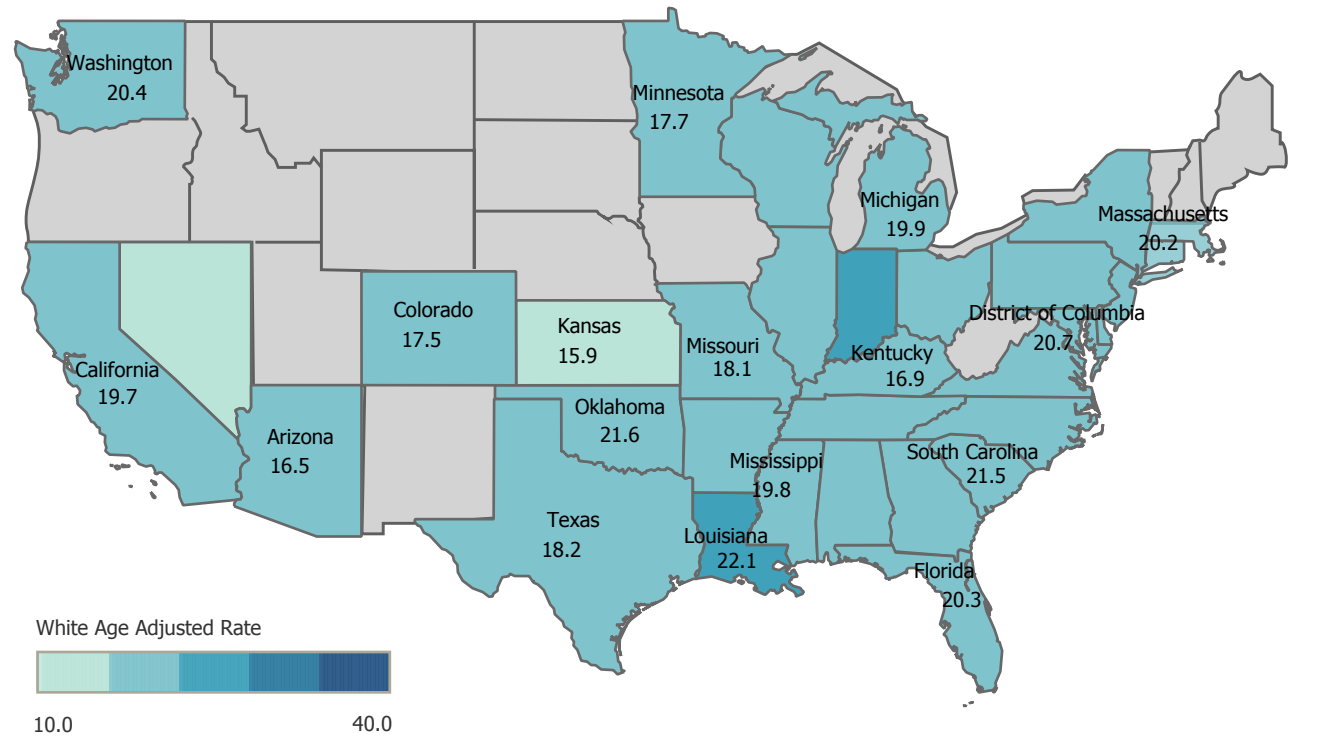 Washington
20.4
Minnesota
17.7
Michigan
19.9
Massachusetts
20.2
Colorado
17.5
Kansas
15.9
District of Columbia
20.7
Missouri
18.1
Kentucky
16.9
California
19.7
Oklahoma
21.6
Arizona
16.5
Mississippi
19.8
South Carolina
21.5
Texas
18.2
Louisiana
22.1
Florida
20.3
White Age Adjusted Rate
10.0
40.0